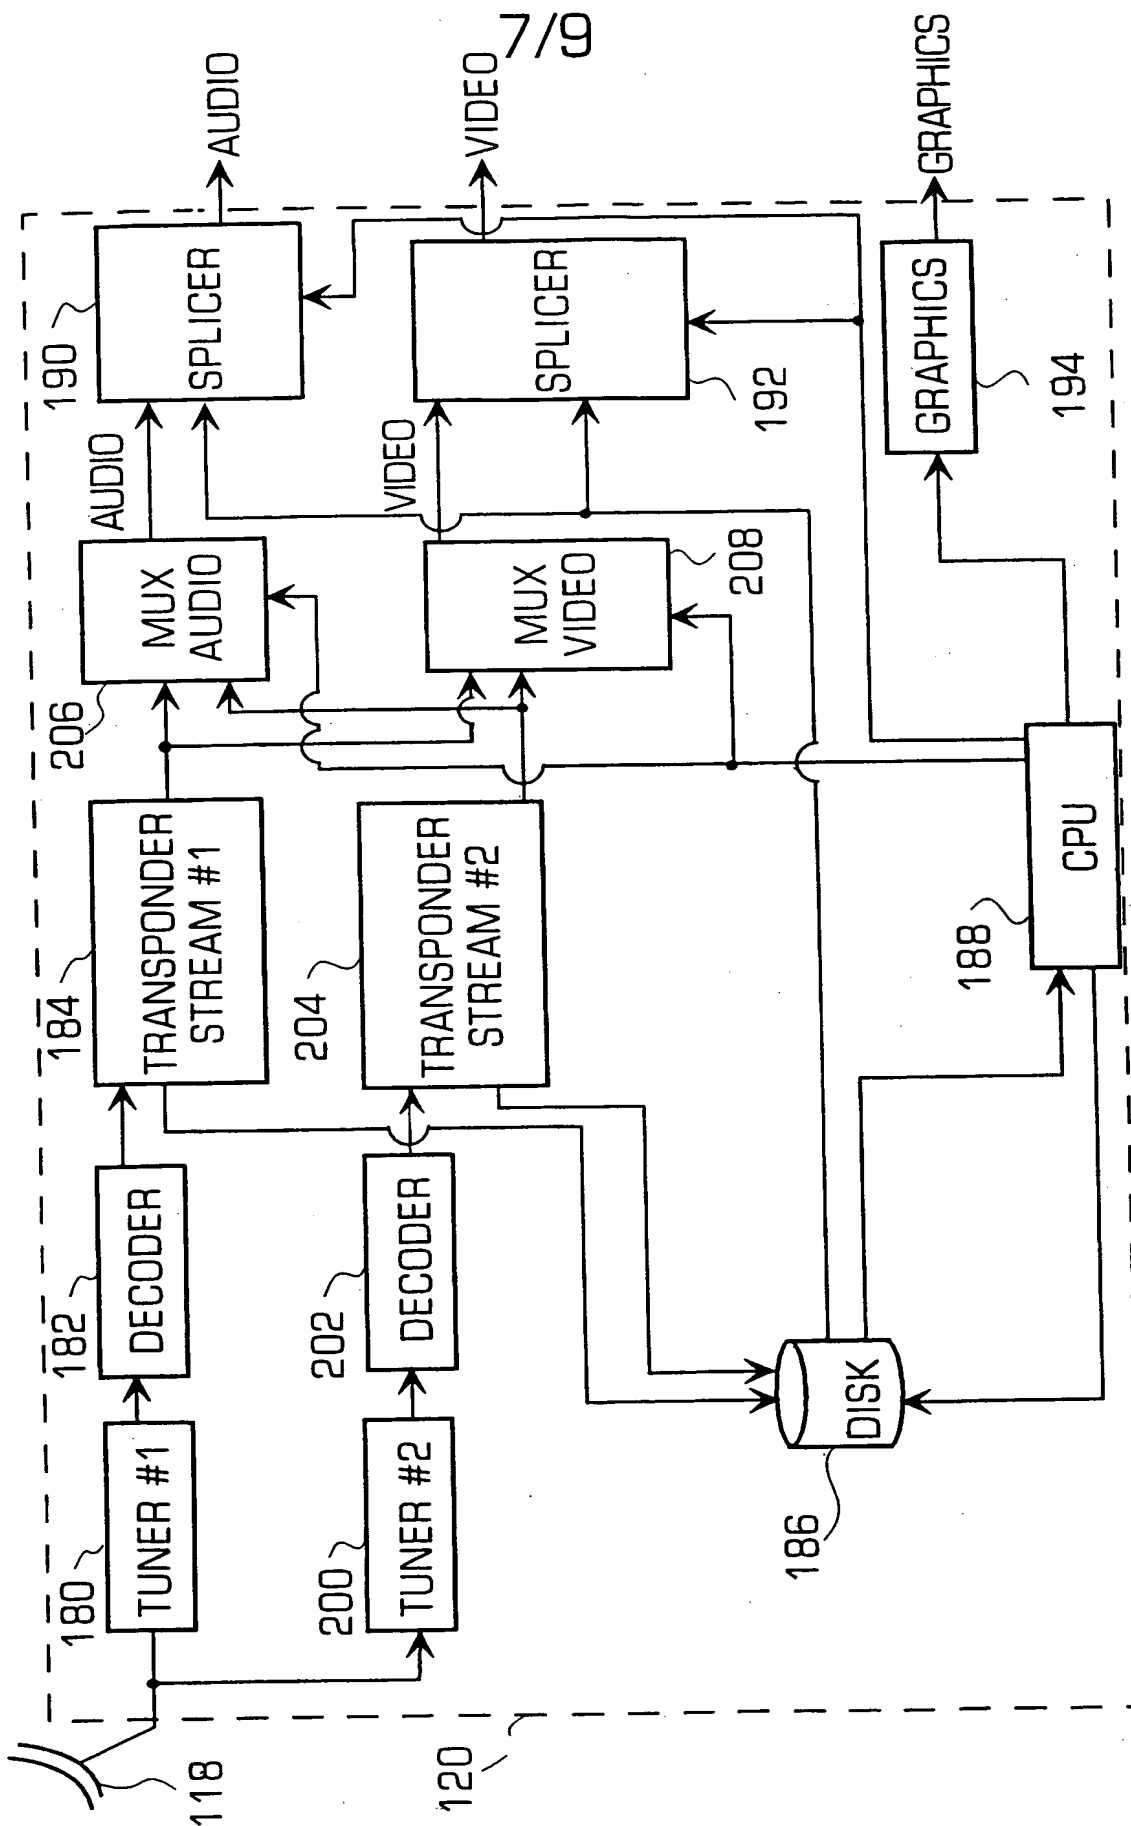 7/9
118
120
180
TUNER #1
182
DECODER
184
TRANSPONDER
STREAM #1
206
MUX
AUDIO
AUDIO
190
SPLICER
AUDIO
200
TUNER #2
202
DECODER
204
TRANSPONDER
STREAM #2
MUX
VIDEO
208
VIDEO
SPLICER
192
VIDEO
186
DISK
188
CPU
GRAPHICS
194
GRAPHICS